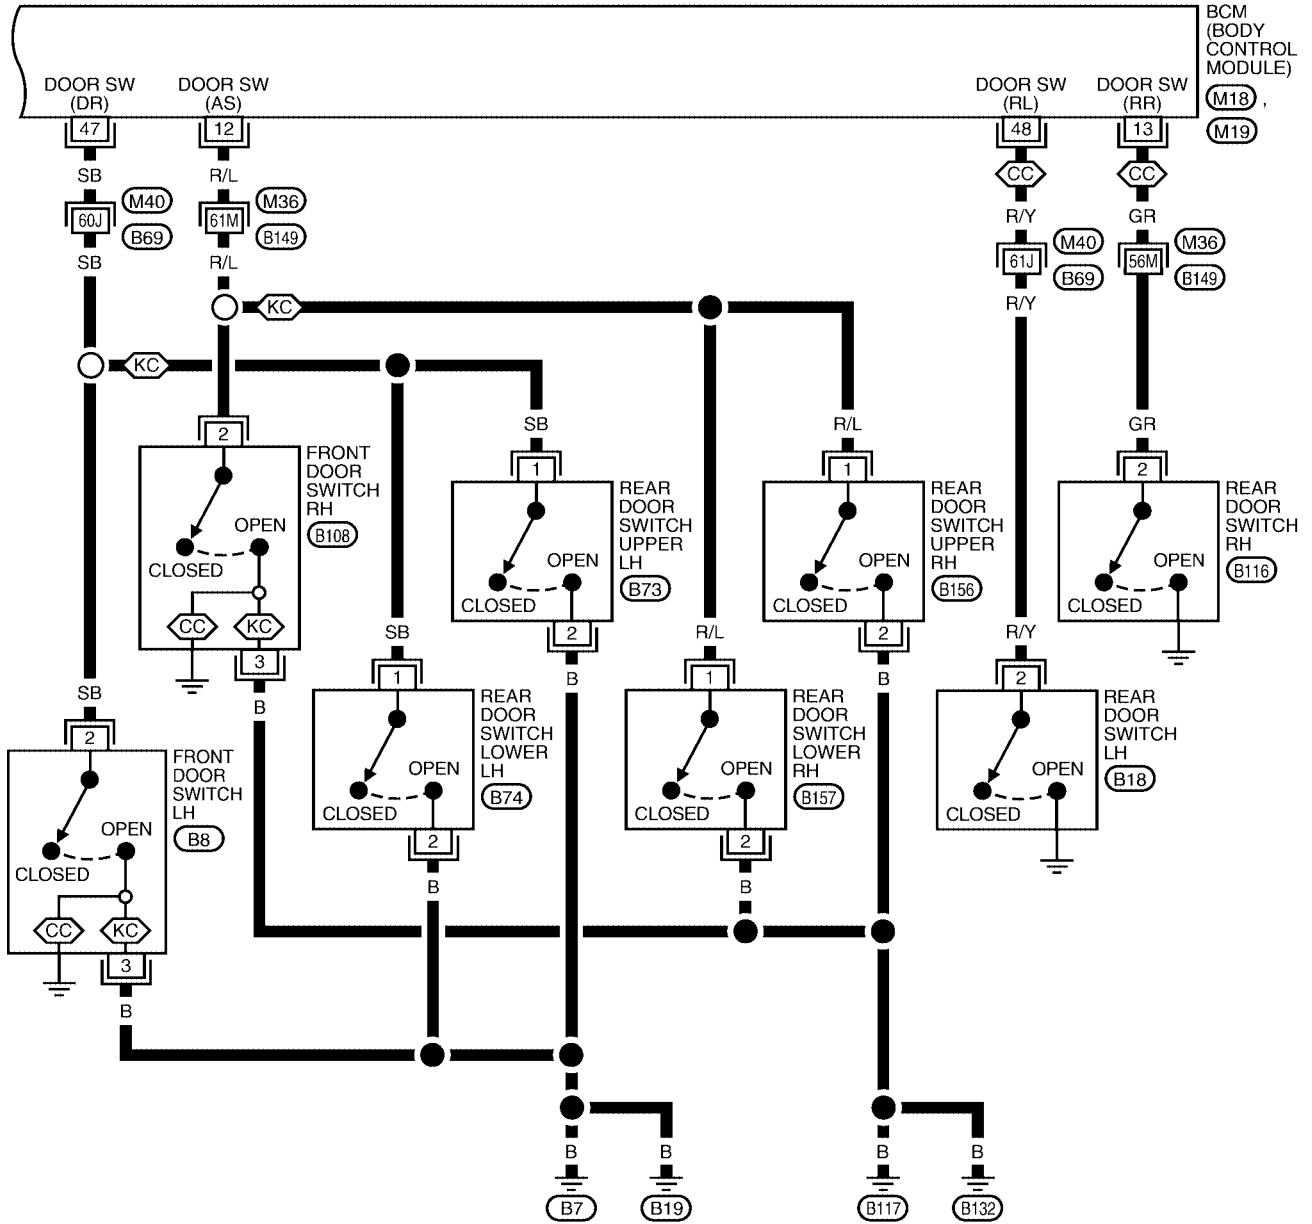 BCM
(BODY
CONTROL
MODULE)
M18 ,
M19
DOOR SW
(DR)
DOOR SW
(AS)
DOOR SW
(RL)
DOOR SW
(RR)
47
12
48
13
SB
R/L
CC
CC
60J
M40
B69
61M
M36
B149
R/Y
GR
61J
M40
B69
56M
M36
B149
SB
R/L
R/Y
KC
KC
SB
R/L
GR
2
FRONT
DOOR
SWITCH
RH
B108
OPEN
CLOSED
CC
KC
3
B
1
REAR
DOOR
SWITCH
UPPER
LH
B73
OPEN
CLOSED
2
B
1
REAR
DOOR
SWITCH
UPPER
RH
B156
OPEN
CLOSED
2
B
2
REAR
DOOR
SWITCH
RH
B116
OPEN
CLOSED
SB
R/L
R/Y
SB
2
FRONT
DOOR
SWITCH
LH
B8
OPEN
CLOSED
CC
KC
3
B
1
REAR
DOOR
SWITCH
LOWER
LH
B74
OPEN
CLOSED
2
B
1
REAR
DOOR
SWITCH
LOWER
RH
B157
OPEN
CLOSED
2
B
2
REAR
DOOR
SWITCH
LH
B18
OPEN
CLOSED
B
B
B
B
B7
B19
B117
B132